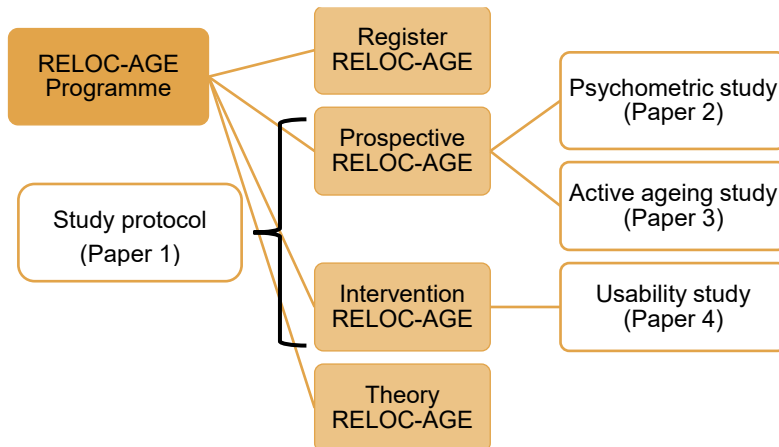 RELOC-AGE
Programme
Register
RELOC-AGE
Prospective
RELOC-AGE
Psychometric study
(Paper 2)
Active ageing study
(Paper 3)
Study protocol
(Paper 1)
Intervention
RELOC-AGE
Usability study
(Paper 4)
Theory
RELOC-AGE